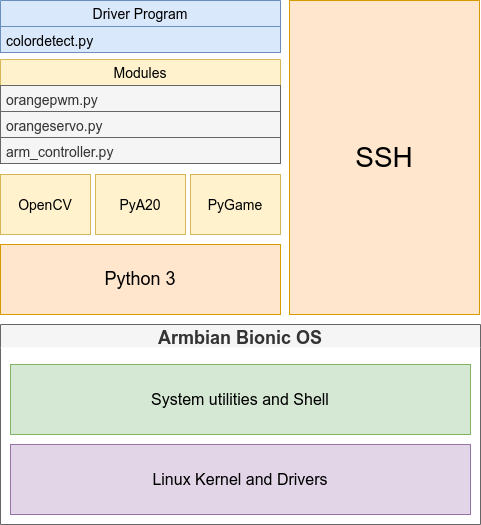 Driver Program
colordetect.py
Modules
orangepwm.py
orangeservo.py
arm_controller.py
OpenCV
PyA20
PyGame
Python 3
SSH
Armbian Bionic OS
System utilities and Shell
Linux Kernel and Drivers